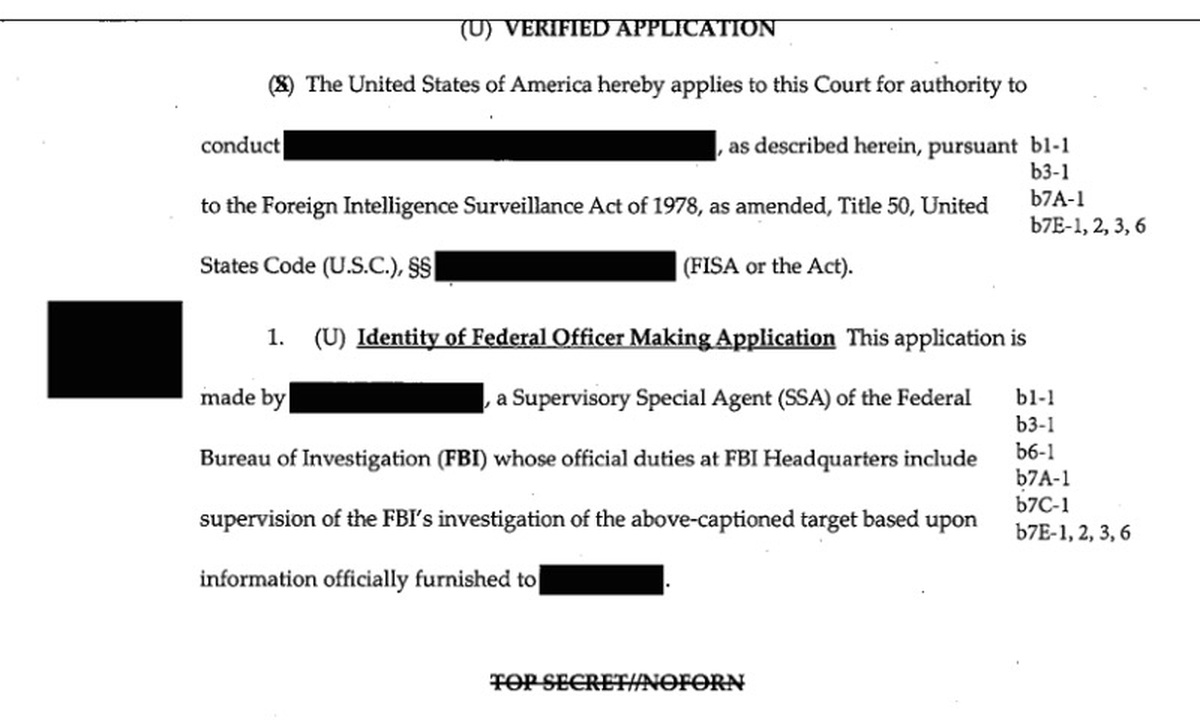 (U) VERIFIED APPLICATION
(S) The United States of America hereby applies to this Court for authority to
conduct , as described herein, pursuant b1-1
b3-1
to the Foreign Intelligence Surveillance Act of 1978, as amended, Title 50, United b7A-1
b7E-1, 2, 3, 6
States Code (U.S.C.), §§ (FISA or the Act).
1. (U) Identity of Federal Officer Making Application This application is
made by , a Supervisory Special Agent (SSA) of the Federal b1-1
b3-1
Bureau of Investigation (FBI) whose official duties at FBI Headquarters include b6-1
b7A-1
b7C-1
supervision of the FBI's investigation of the above-captioned target based upon b7E-1, 2, 3, 6
information officially furnished to .
TOP SECRET//NOFORN